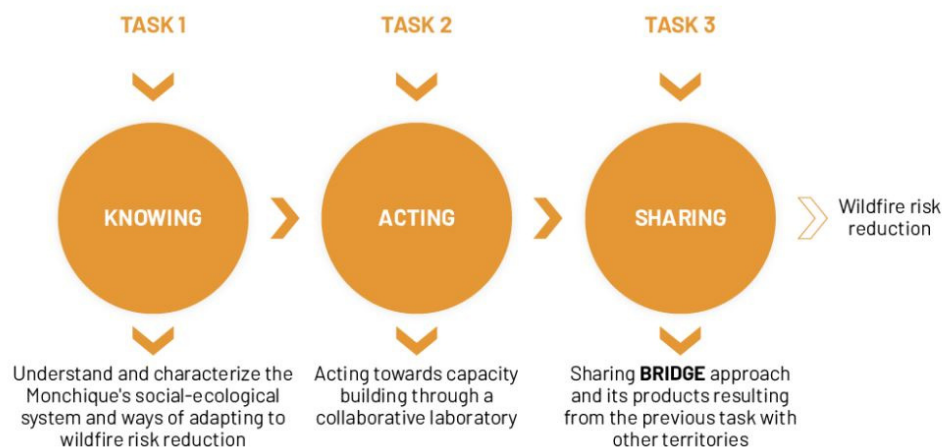 TASK 1
TASK 2
TASK 3
KNOWING
ACTING
SHARING
Wildfire risk
reduction
Understand and characterize the
Monchique's social-ecological
system and ways of adapting to
wildfire risk reduction
Acting towards capacity
building through a
collaborative laboratory
Sharing BRIDGE approach
and its products resulting
from the previous task with
other territories